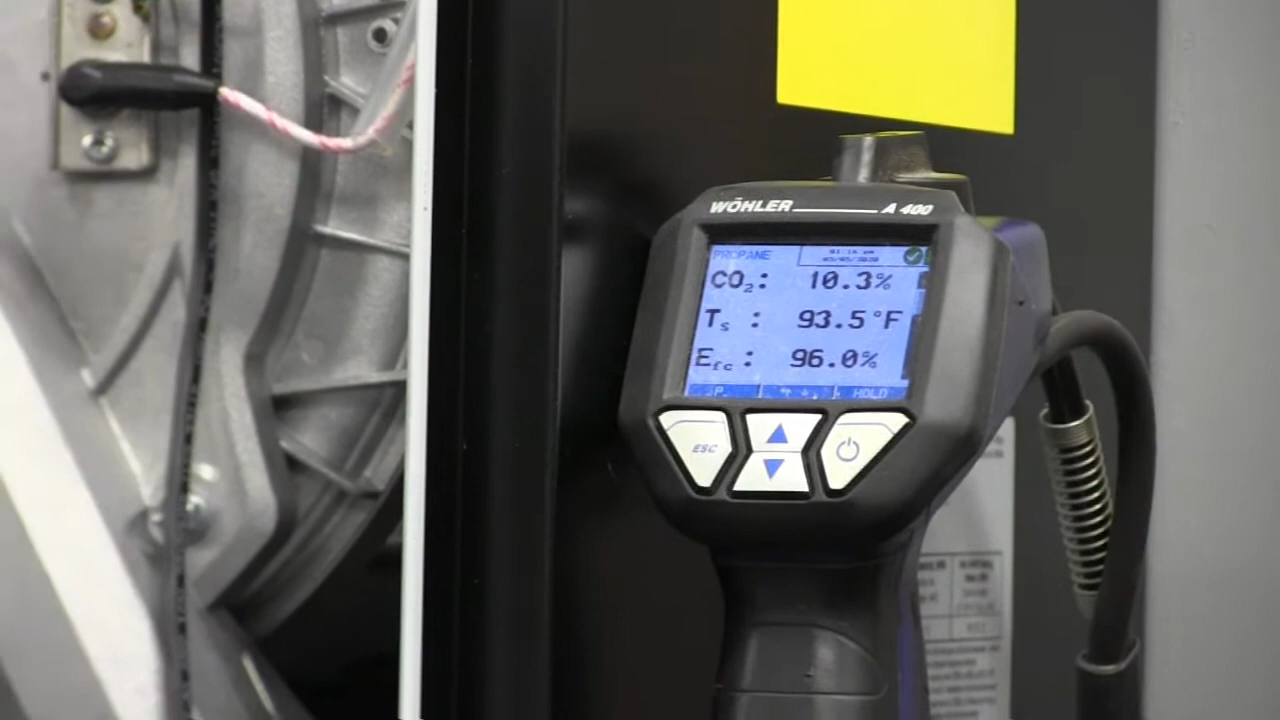 WÖHLER A 400
PROPANE
CO₂: 10.3%
Tₛ : 93.5°F
E𝒻𝒸: 96.0%
HOLD
ESC